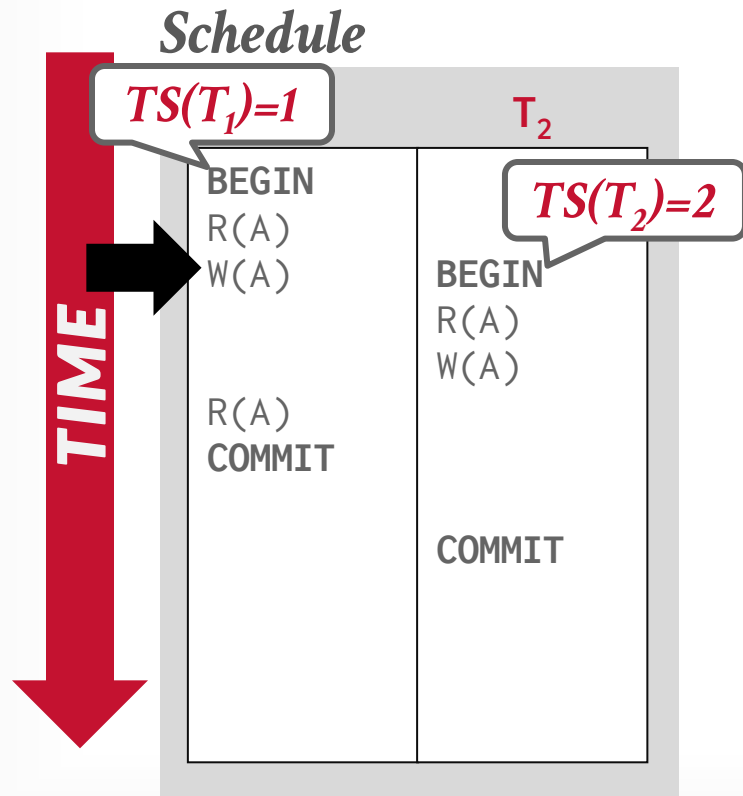 Schedule
TS(T₁)=1
T₂
BEGIN
TS(T₂)=2
R(A)
W(A)
BEGIN
R(A)
W(A)
R(A)
COMMIT
COMMIT
TIME